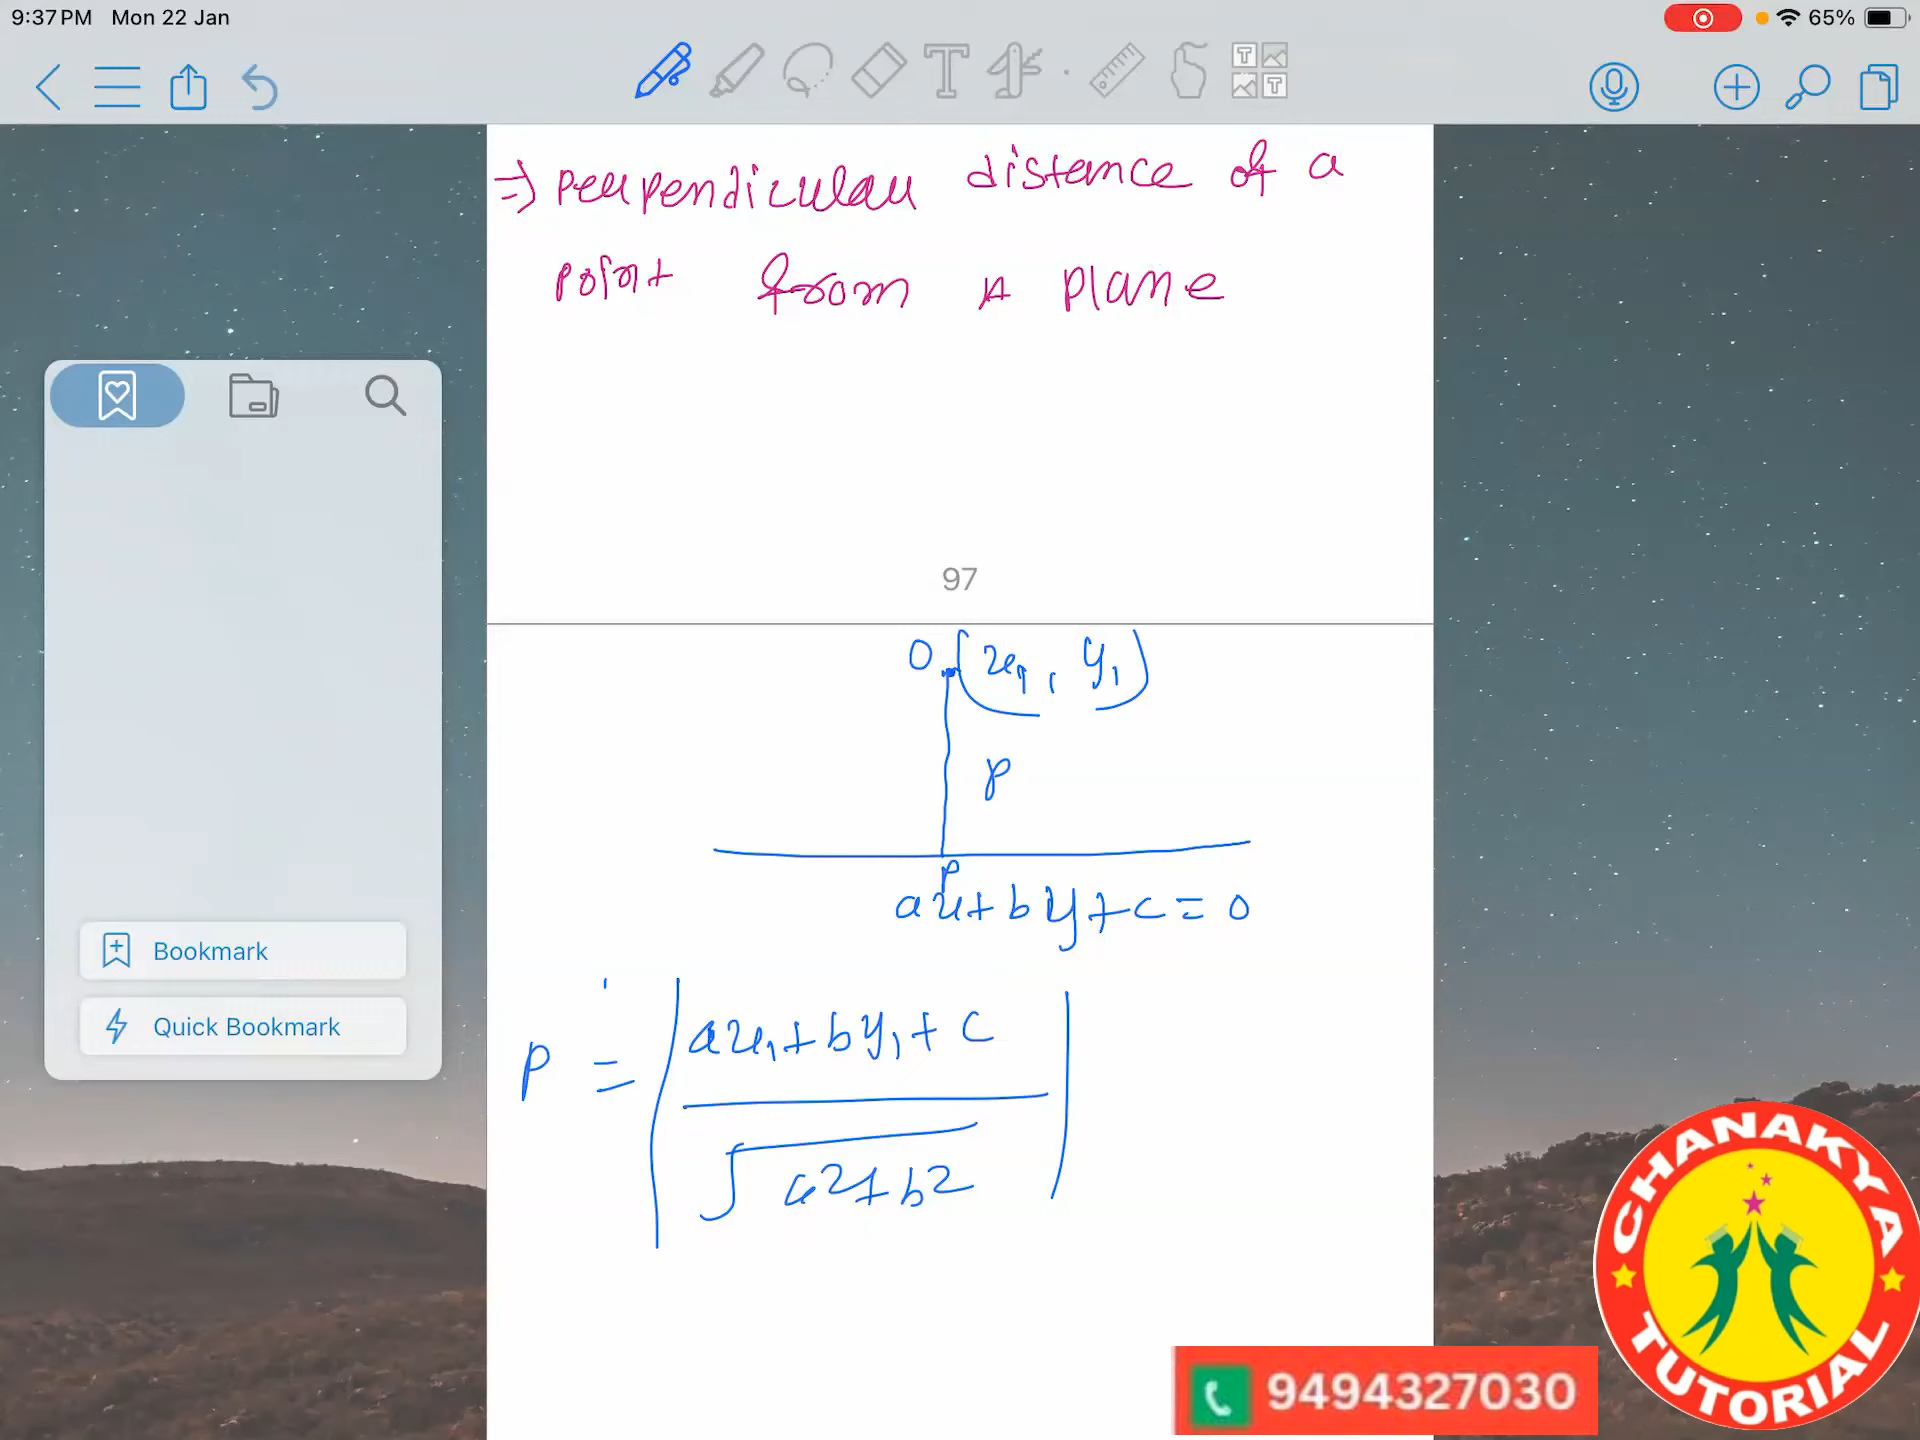 9:37 PM Mon 22 Jan
65%
⇒ perpendicular distance of a
point from A plane
97
O (x₁, y₁)
p
P
ax+by+c=0
P = | ax₁+by₁+c / √a2+b2 |
Bookmark
Quick Bookmark
CHANAKYA
TUTORIAL
9494327030